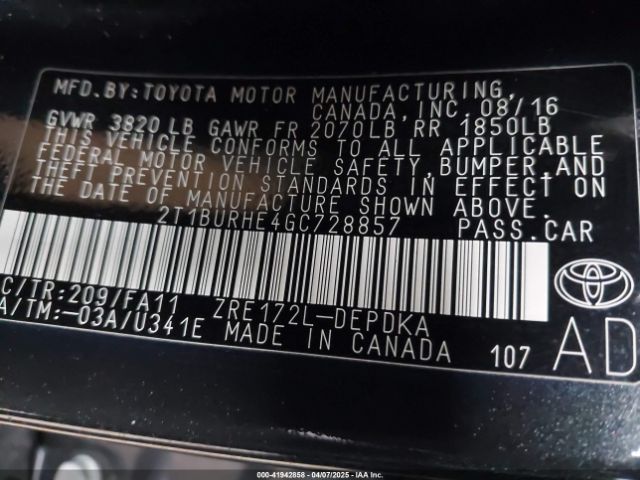 MFD.BY:TOYOTA MOTOR MANUFACTURING,
CANADA, INC. 08/16
GVWR 3820 LB GAWR FR 2070LB RR 1850LB
THIS VEHICLE CONFORMS TO ALL APPLICABLE
FEDERAL MOTOR VEHICLE SAFETY, BUMPER, AND
THEFT PREVENTION STANDARDS IN EFFECT ON
THE DATE OF MANUFACTURE SHOWN ABOVE.
2T1BURHE4GC728857 PASS.CAR
C/TR:209/FA11 ZRE172L-DEPDKA
A/TM:-03A/U341E MADE IN CANADA 107
TOYOTA
AD
000-41942858 - 04/07/2025 - IAAI.COM